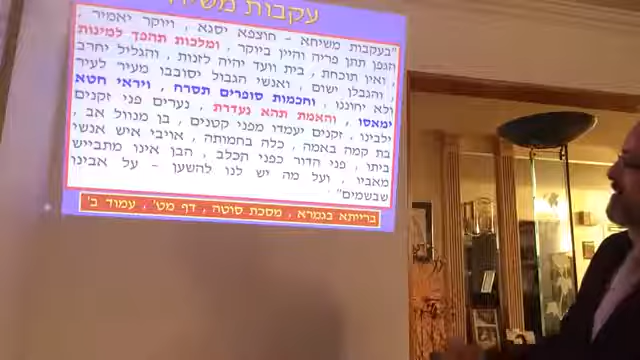 עקבות משיח
"בעקבות משיחא - חוצפא יסגא , ויוקר יאמיר ,
הגפן תתן פריה והיין ביוקר , ומלכות תהפך למינות
, ואין תוכחת , בית וועד יהיה לזנות , והגליל יחרב
, והגבלן ישום , ואנשי הגבול יסובבו מעיר לעיר
ולא יחוננו , וחכמות סופרים תסרח , ויראי חטא
ימאסו , והאמת תהא נעדרת , נערים פני זקנים
ילבינו , זקנים יעמדו מפני קטנים , בן מנוול אב ,
בת קמה באמה , כלה בחמותה , אויבי איש אנשי
ביתו , פני הדור כפני הכלב , הבן אינו מתבייש
מאביו , ועל מה יש לנו להשען - על אבינו
שבשמים" .
ברייתא בגמרא , מסכת סוטה , דף מט' , עמוד ב'